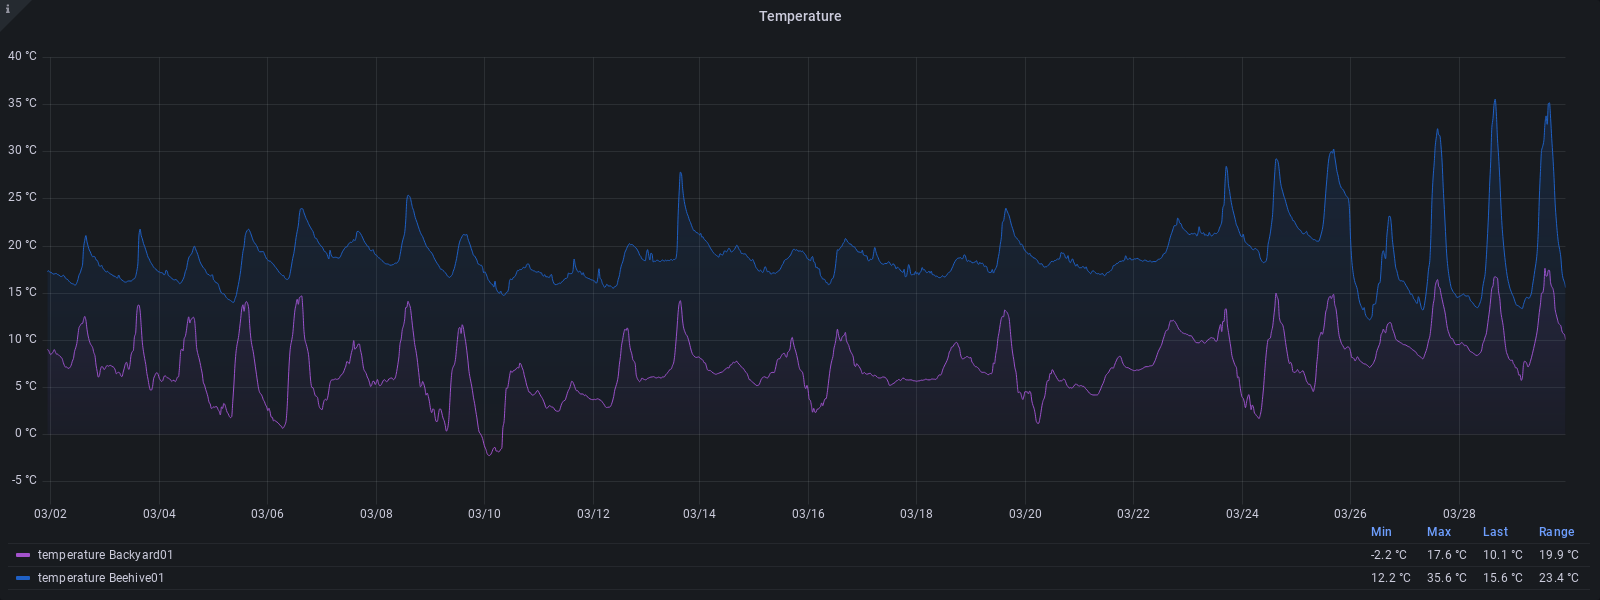 i
Temperature
40 °C
35 °C
30 °C
25 °C
20 °C
15 °C
10 °C
5 °C
0 °C
-5 °C
03/02 03/04 03/06 03/08 03/10 03/12 03/14 03/16 03/18 03/20 03/22 03/24 03/26 03/28
Min Max Last Range
temperature Backyard01 -2.2 °C 17.6 °C 10.1 °C 19.9 °C
temperature Beehive01 12.2 °C 35.6 °C 15.6 °C 23.4 °C